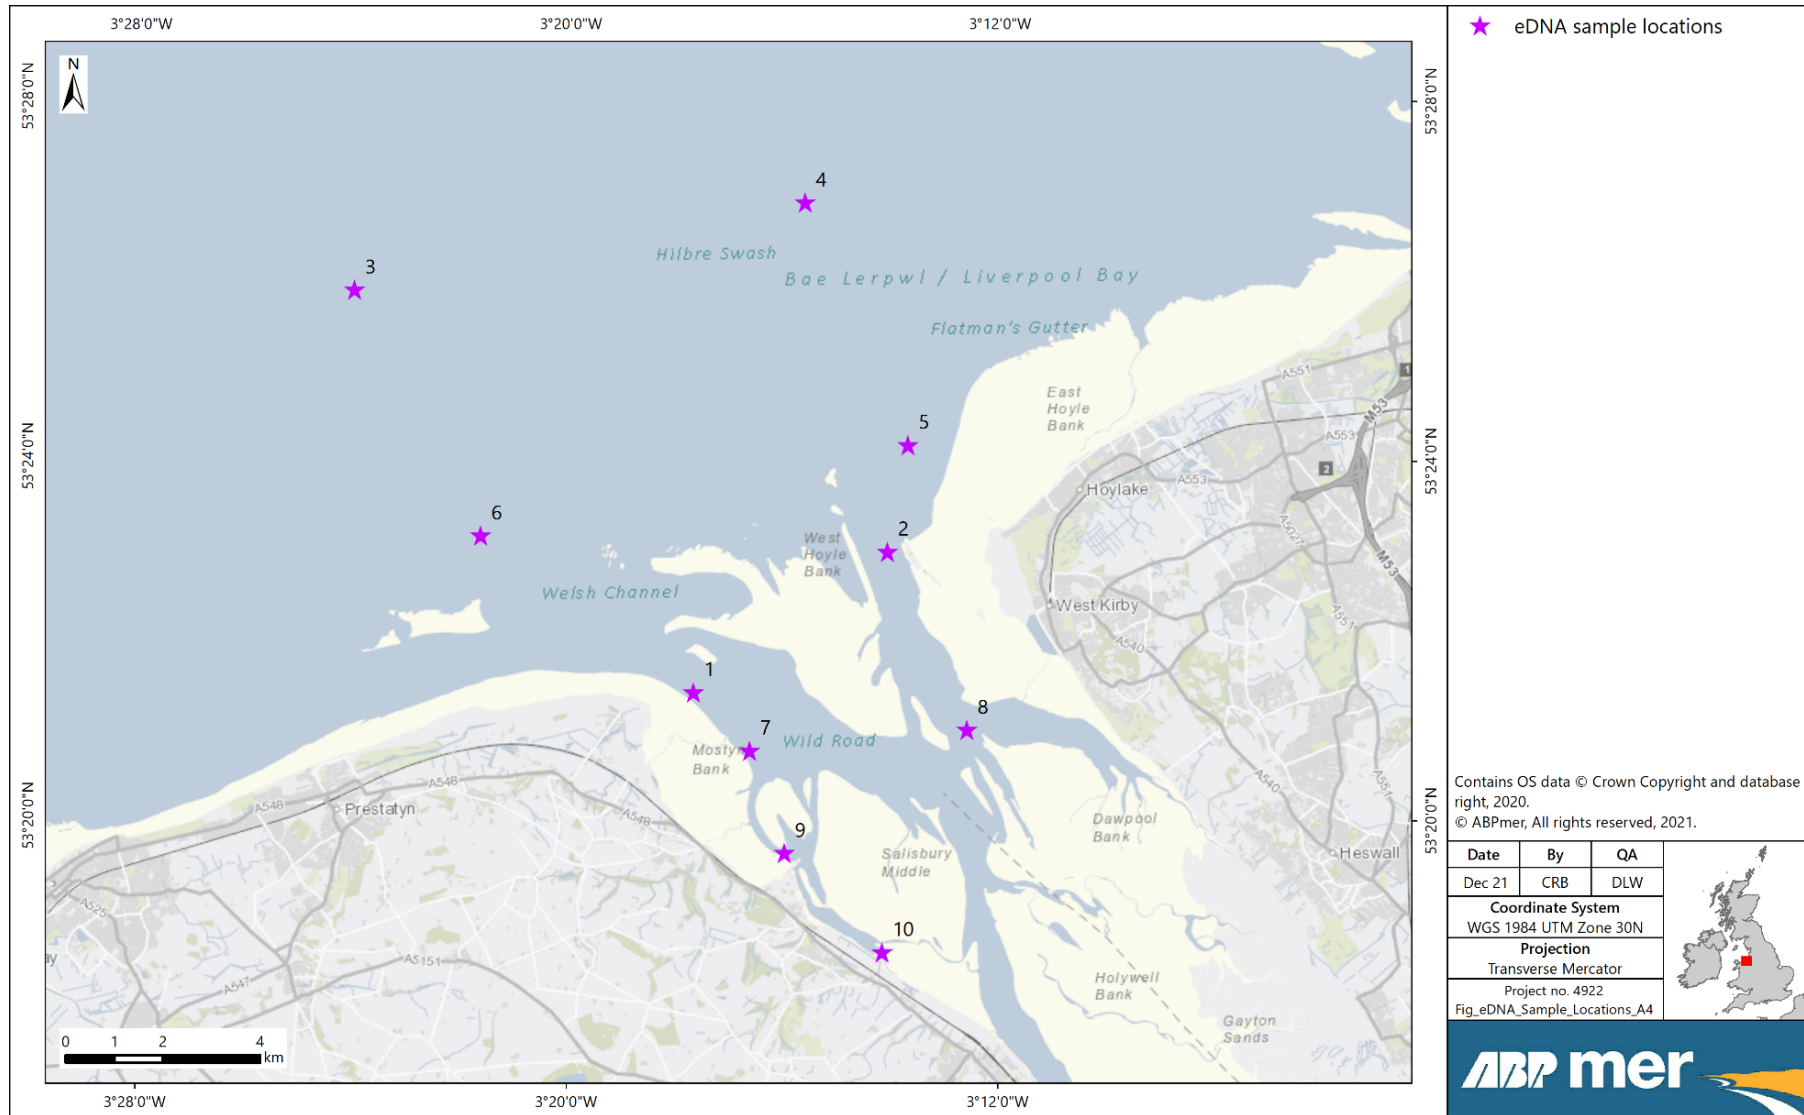 3°28'0"W
3°20'0"W
3°12'0"W
eDNA sample locations
N
53°28'0"N
53°28'0"N
4
Hilbre Swash
3
Bae Lerpwl / Liverpool Bay
Flatman's Gutter
A551
1
East
Hoyle
Bank
M53
5
A553
53°24'0"N
53°24'0"N
2
A553
Hoylake
6
2
West
Hoyle
Bank
A5027
M53
Welsh Channel
West Kirby
A551
A540
1
8
7
Wild Road
Mostyn
Bank
A540
A551
A548
A548
Prestatyn
A548
53°20'0"N
53°20'0"N
Dawpool
Bank
9
Salisbury
Middle
Heswall
A525
10
A5151
A547
Holywell
Bank
Gayton
Sands
0 1 2 4
km
3°28'0"W
3°20'0"W
3°12'0"W
Contains OS data © Crown Copyright and database
right, 2020.
© ABPmer, All rights reserved, 2021.
Date By QA
Dec 21 CRB DLW
Coordinate System
WGS 1984 UTM Zone 30N
Projection
Transverse Mercator
Project no. 4922
Fig_eDNA_Sample_Locations_A4
ABPmer